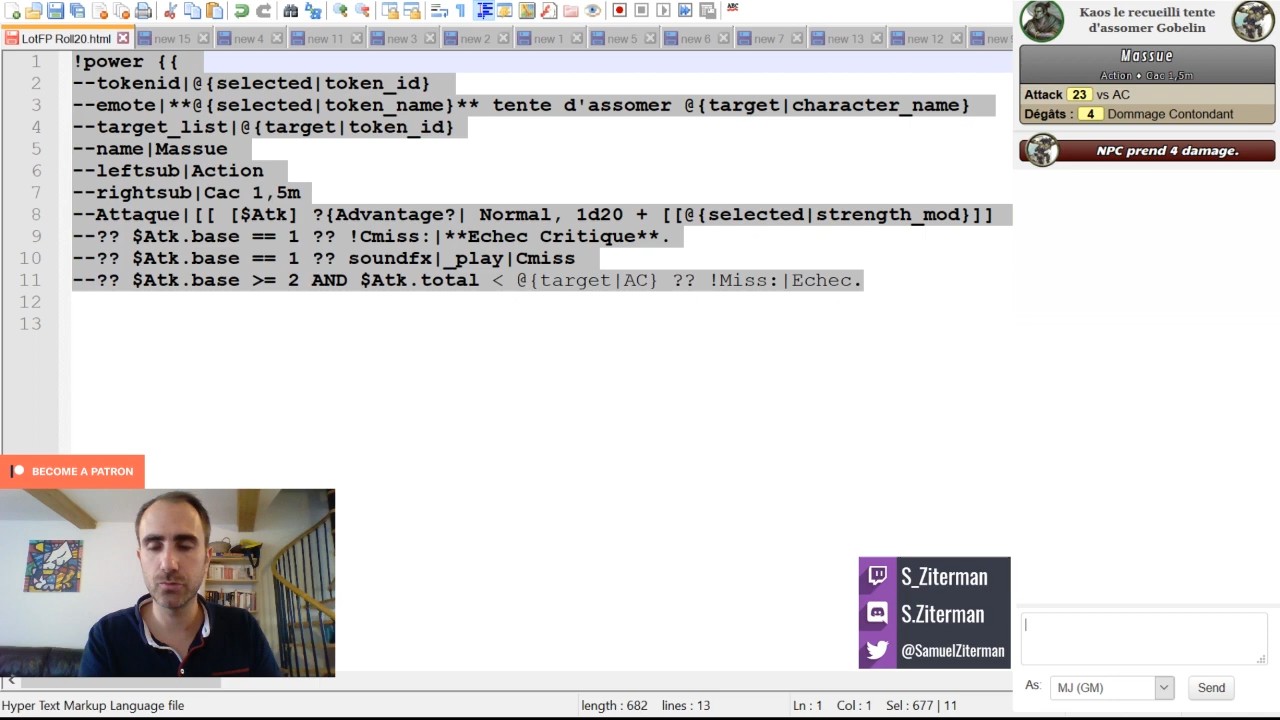 LotFP Roll20.html
new 15
new 4
new 11
new 3
new 2
new 1
new 5
new 6
new 7
new 13
new 12
1 !power {{
2 --tokenid|@{selected|token_id}
3 --emote|**@{selected|token_name}** tente d'assomer @{target|character_name}
4 --target_list|@{target|token_id}
5 --name|Massue
6 --leftsub|Action
7 --rightsub|Cac 1,5m
8 --Attaque|[[ [$Atk] ?{Advantage?| Normal, 1d20 + [[@{selected|strength_mod}]]
9 --?? $Atk.base == 1 ?? !Cmiss:|**Echec Critique**.
10 --?? $Atk.base == 1 ?? soundfx|_play|Cmiss
11 --?? $Atk.base >= 2 AND $Atk.total < @{target|AC} ?? !Miss:|Echec.
12
13
BECOME A PATRON
S_Ziterman
S.Ziterman
@SamuelZiterman
Hyper Text Markup Language file
length : 682 lines : 13
Ln : 1 Col : 1 Sel : 677 | 11
Kaos le recueilli tente
d'assomer Gobelin
Massue
Action ♦ Cac 1,5m
Attack 23 vs AC
Dégâts : 4 Dommage Contondant
NPC prend 4 damage.
As: MJ (GM) Send